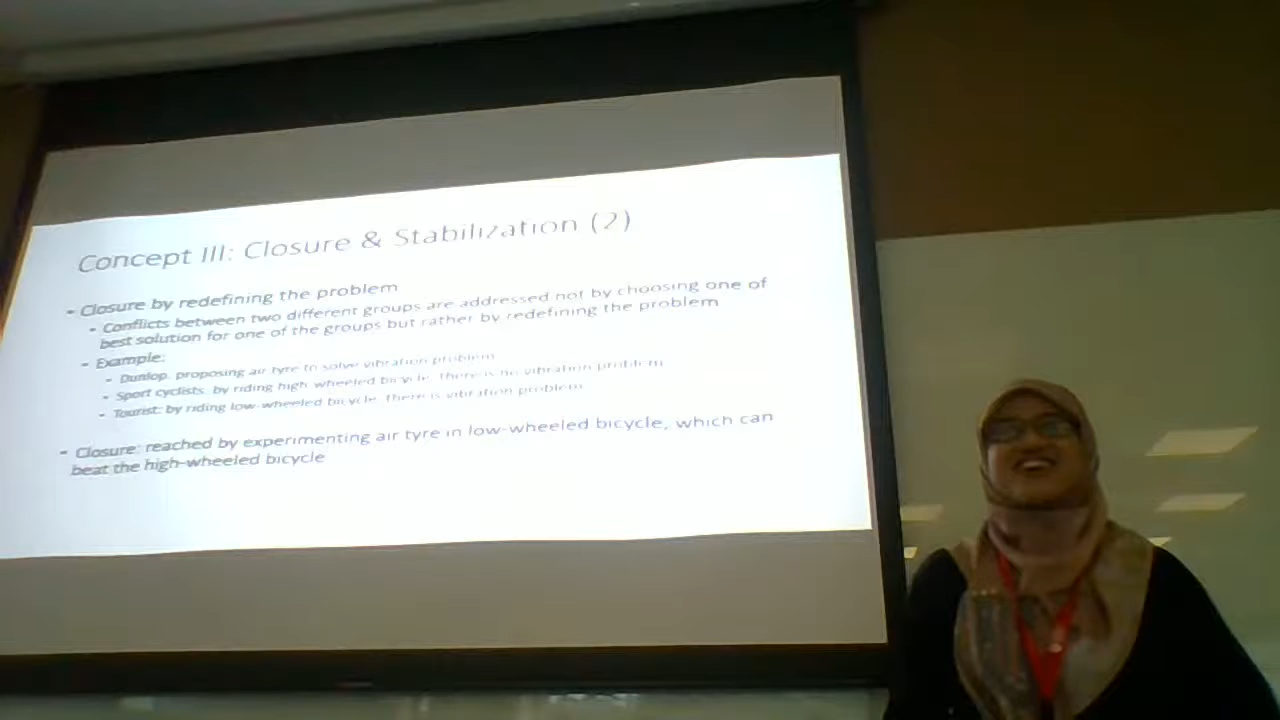 Concept III: Closure & Stabilization (2)
• Closure by redefining the problem
• Conflicts between two different groups are addressed not by choosing one of
best solution for one of the groups but rather by redefining the problem
• Example:
• Dunlop: proposing air tyre to solve vibration problem
• Sport cyclists: by riding high wheeled bicycle, there is no vibration problem
• Tourist: by riding low-wheeled bicycle, there is vibration problem
• Closure: reached by experimenting air tyre in low-wheeled bicycle, which can
beat the high-wheeled bicycle